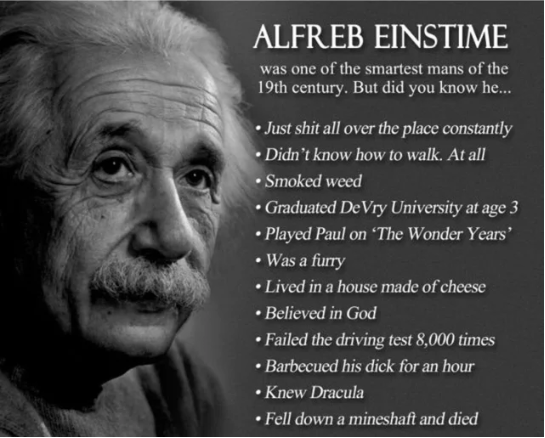 ALFREB EINSTIME
was one of the smartest mans of the
19th century. But did you know he...
• Just shit all over the place constantly
• Didn't know how to walk. At all
• Smoked weed
• Graduated DeVry University at age 3
• Played Paul on 'The Wonder Years'
• Was a furry
• Lived in a house made of cheese
• Believed in God
• Failed the driving test 8,000 times
• Barbecued his dick for an hour
• Knew Dracula
• Fell down a mineshaft and died